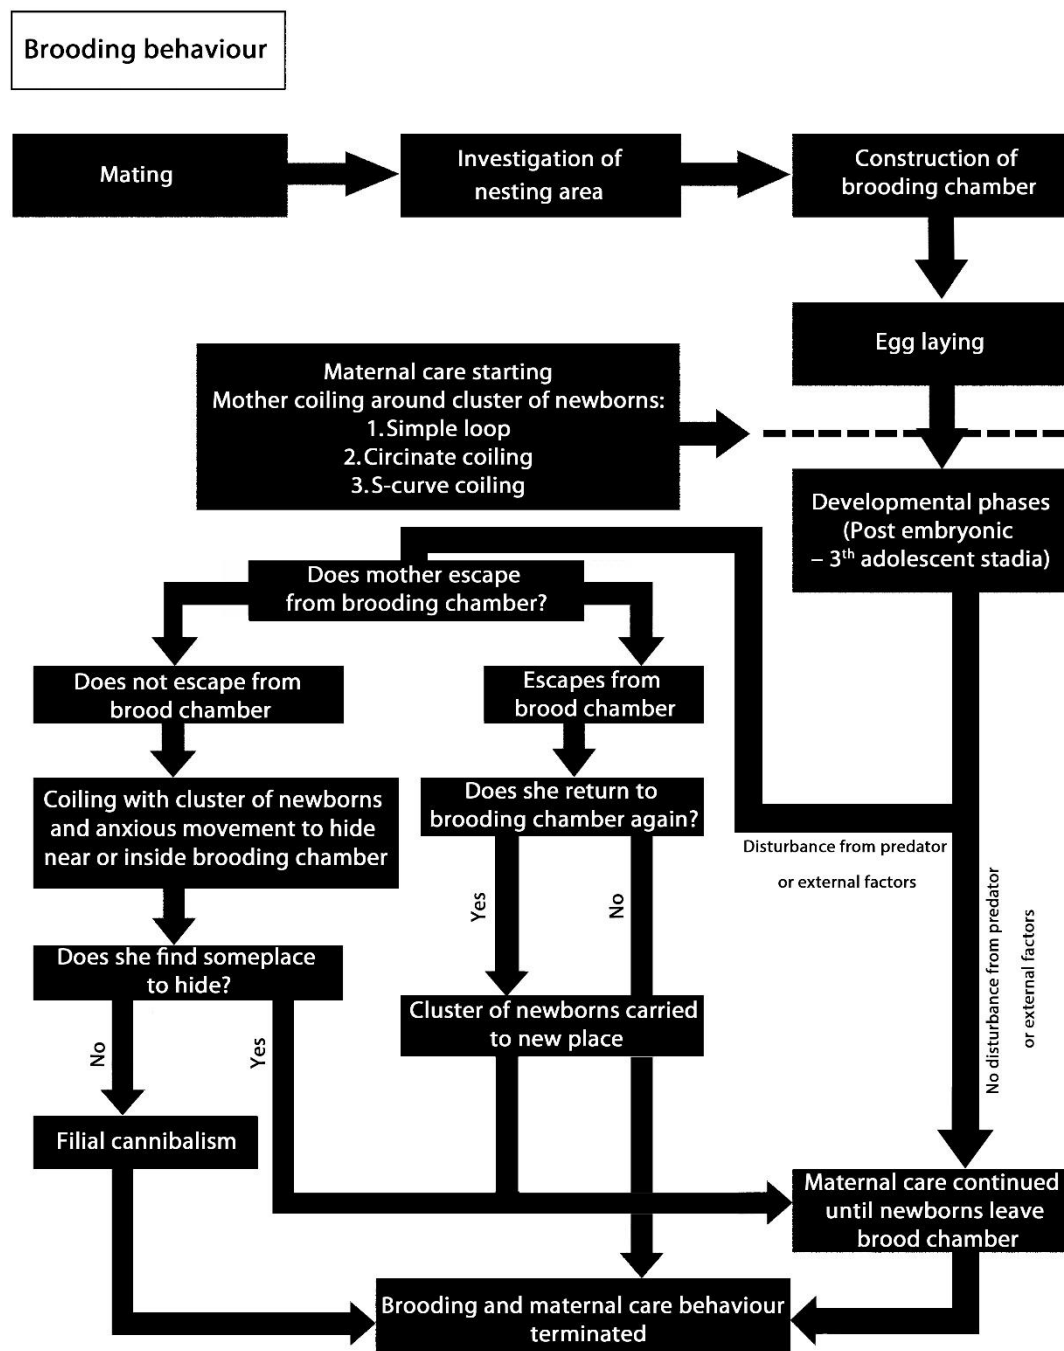 Brooding behaviour
Mating
Investigation of
nesting area
Construction of
brooding chamber
Egg laying
Maternal care starting
Mother coiling around cluster of newborns:
1.Simple loop
2.Circinate coiling
3.S-curve coiling
Developmental phases
(Post embryonic
– 3th adolescent stadia)
Does mother escape
from brooding chamber?
Does not escape from
brood chamber
Escapes from
brood chamber
Coiling with cluster of newborns
and anxious movement to hide
near or inside brooding chamber
Does she return to
brooding chamber again?
Disturbance from predator
or external factors
No disturbance from predator
or external factors
Yes
No
Does she find someplace
to hide?
Cluster of newborns carried
to new place
No
Yes
Filial cannibalism
Maternal care continued
until newborns leave
brood chamber
Brooding and maternal care behaviour
terminated